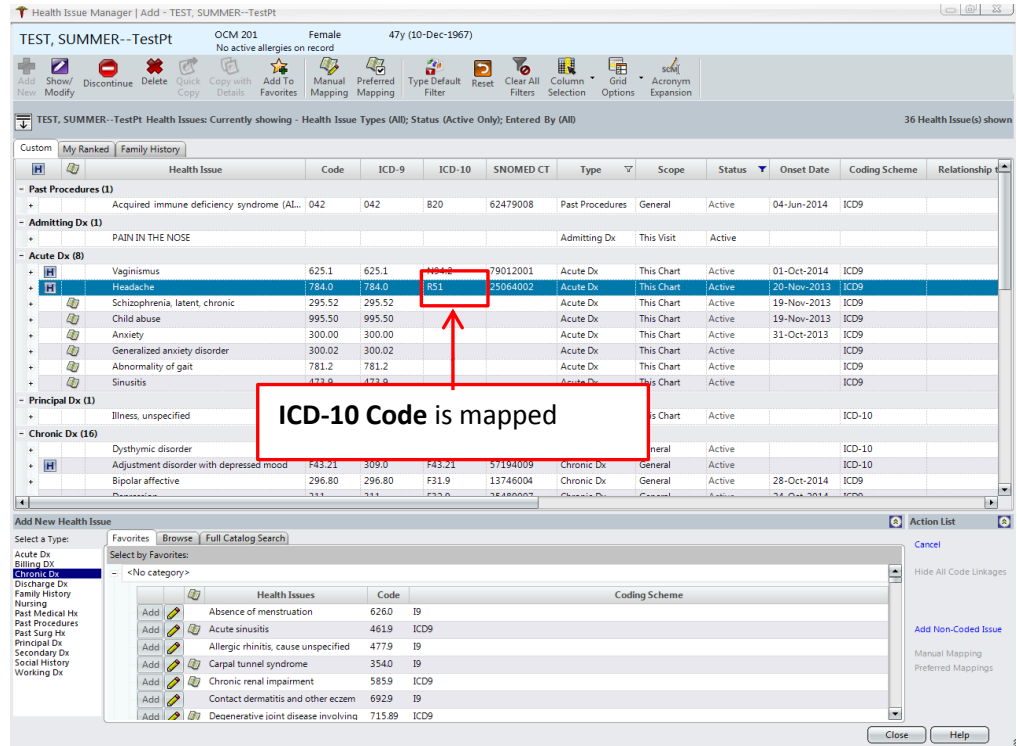 Health Issue Manager | Add - TEST, SUMMER--TestPt
TEST, SUMMER--TestPt OCM 201 Female 47y (10-Dec-1967)
No active allergies on record
Add New Show/ Modify Discontinue Delete Quick Copy Copy with Details Add To Favorites Manual Mapping Preferred Mapping Type Default Filter Reset Clear All Filters Column Selection Grid Options Acronym Expansion
TEST, SUMMER--TestPt Health Issues: Currently showing - Health Issue Types (All); Status (Active Only); Entered By (All) 36 Health Issue(s) shown
Custom My Ranked Family History
H Health Issue Code ICD-9 ICD-10 SNOMED CT Type Scope Status Onset Date Coding Scheme Relationship t
- Past Procedures (1)
+ Acquired immune deficiency syndrome (AI... 042 042 B20 62479008 Past Procedures General Active 04-Jun-2014 ICD9
- Admitting Dx (1)
+ PAIN IN THE NOSE Admitting Dx This Visit Active
- Acute Dx (8)
+ H Vaginismus 625.1 625.1 N94.2 79012001 Acute Dx This Chart Active 01-Oct-2014 ICD9
+ H Headache 784.0 784.0 R51 25064002 Acute Dx This Chart Active 20-Nov-2013 ICD9
+ Schizophrenia, latent, chronic 295.52 295.52 Acute Dx This Chart Active 19-Nov-2013 ICD9
+ Child abuse 995.50 995.50 Acute Dx This Chart Active 19-Nov-2013 ICD9
+ Anxiety 300.00 300.00 Acute Dx This Chart Active 31-Oct-2013 ICD9
+ Generalized anxiety disorder 300.02 300.02 Acute Dx This Chart Active ICD9
+ Abnormality of gait 781.2 781.2 Acute Dx This Chart Active ICD9
+ Sinusitis 473.9 473.9 Acute Dx This Chart Active ICD9
- Principal Dx (1)
ICD-10 Code is mapped
+ Illness, unspecified Chart Active ICD-10
- Chronic Dx (16)
+ Dysthymic disorder Active ICD-10
+ H Adjustment disorder with depressed mood F43.21 309.0 F43.21 57194009 Chronic Dx General Active ICD-10
+ Bipolar affective 296.80 296.80 F31.9 13746004 Chronic Dx General Active 28-Oct-2014 ICD9
Depression 311 311 Chronic Dx General Active 24-Oct-2014 ICD9
Add New Health Issue Action List
Select a Type: Favorites Browse Full Catalog Search Cancel
Acute Dx Select by Favorites:
Billing DX
Chronic Dx - <No category> Hide All Code Linkages
Discharge Dx
Family History Health Issues Code Coding Scheme
Nursing
Past Medical Hx Add Absence of menstruation 626.0 I9
Past Procedures
Past Surg Hx Add Acute sinusitis 461.9 ICD9 Add Non-Coded Issue
Principal Dx
Secondary Dx Add Allergic rhinitis, cause unspecified 477.9 I9 Manual Mapping
Social History Add Carpal tunnel syndrome 354.0 I9 Preferred Mappings
Working Dx
Add Chronic renal impairment 585.9 ICD9
Add Contact dermatitis and other eczem 692.9 I9
Add Degenerative joint disease involving 715.89 ICD9
Close Help